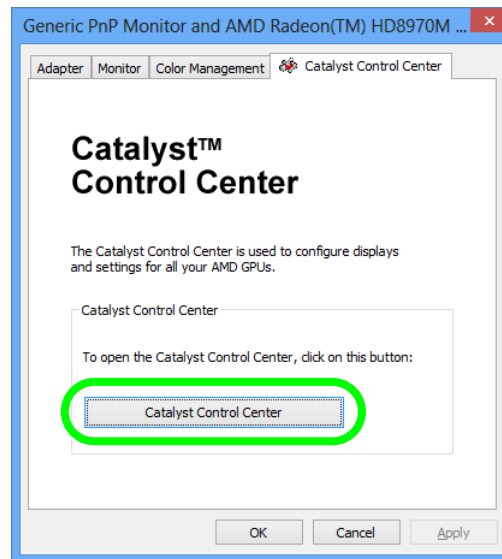 Generic PnP Monitor and AMD Radeon(TM) HD8970M ...
Adapter Monitor Color Management Catalyst Control Center
Catalyst™
Control Center
The Catalyst Control Center is used to configure displays
and settings for all your AMD GPUs.
Catalyst Control Center
To open the Catalyst Control Center, click on this button:
Catalyst Control Center
OK Cancel Apply